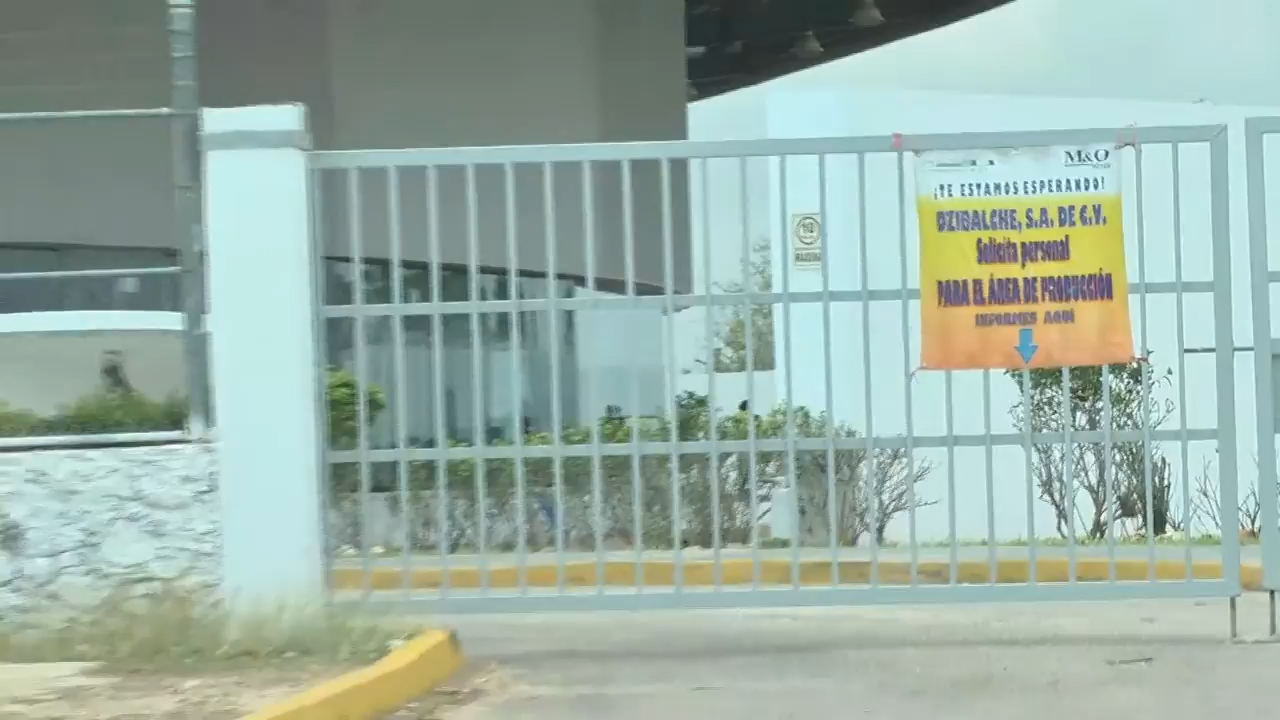 M&O
¡TE ESTAMOS ESPERANDO!
DZIBALCHE, S.A. DE C.V.
Solicita personal
PARA EL ÁREA DE PRODUCCIÓN
INFORMES AQUÍ